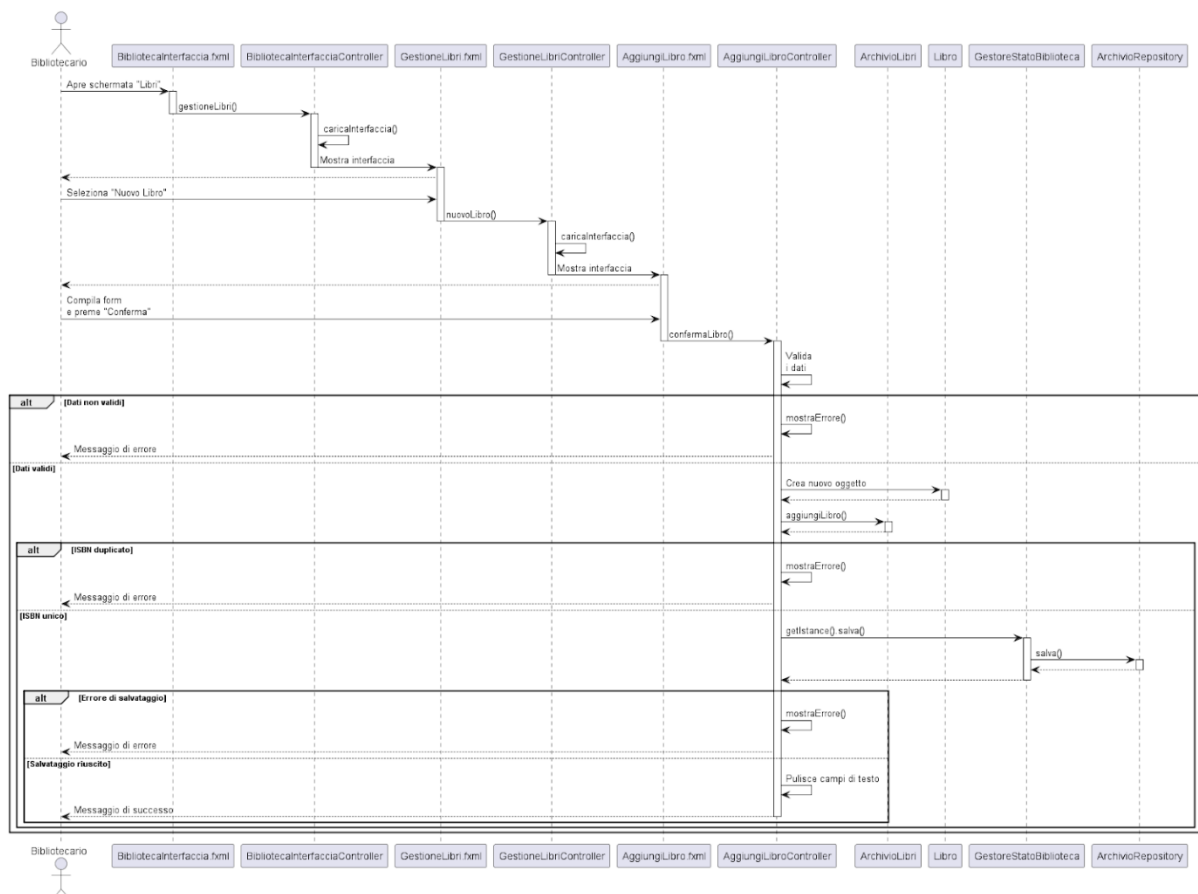 Bibliotecario
BibliotecaInterfaccia.fxml
BibliotecaInterfacciaController
GestioneLibri.fxml
GestioneLibriController
AggiungiLibro.fxml
AggiungiLibroController
ArchivioLibri
Libro
GestoreStatoBiblioteca
ArchivioRepository
Apre schermata "Libri"
gestioneLibri()
caricaInterfaccia()
Mostra interfaccia
Seleziona "Nuovo Libro"
nuovoLibro()
caricaInterfaccia()
Mostra interfaccia
Compila form
e preme "Conferma"
confermaLibro()
Valida
i dati
alt [Dati non validi]
mostraErrore()
Messaggio di errore
[Dati validi]
Crea nuovo oggetto
aggiungiLibro()
alt [ISBN duplicato]
mostraErrore()
Messaggio di errore
[ISBN unico]
getIstance().salva()
salva()
alt [Errore di salvataggio]
mostraErrore()
Messaggio di errore
[Salvataggio riuscito]
Pulisce campi di testo
Messaggio di successo
Bibliotecario
BibliotecaInterfaccia.fxml
BibliotecaInterfacciaController
GestioneLibri.fxml
GestioneLibriController
AggiungiLibro.fxml
AggiungiLibroController
ArchivioLibri
Libro
GestoreStatoBiblioteca
ArchivioRepository